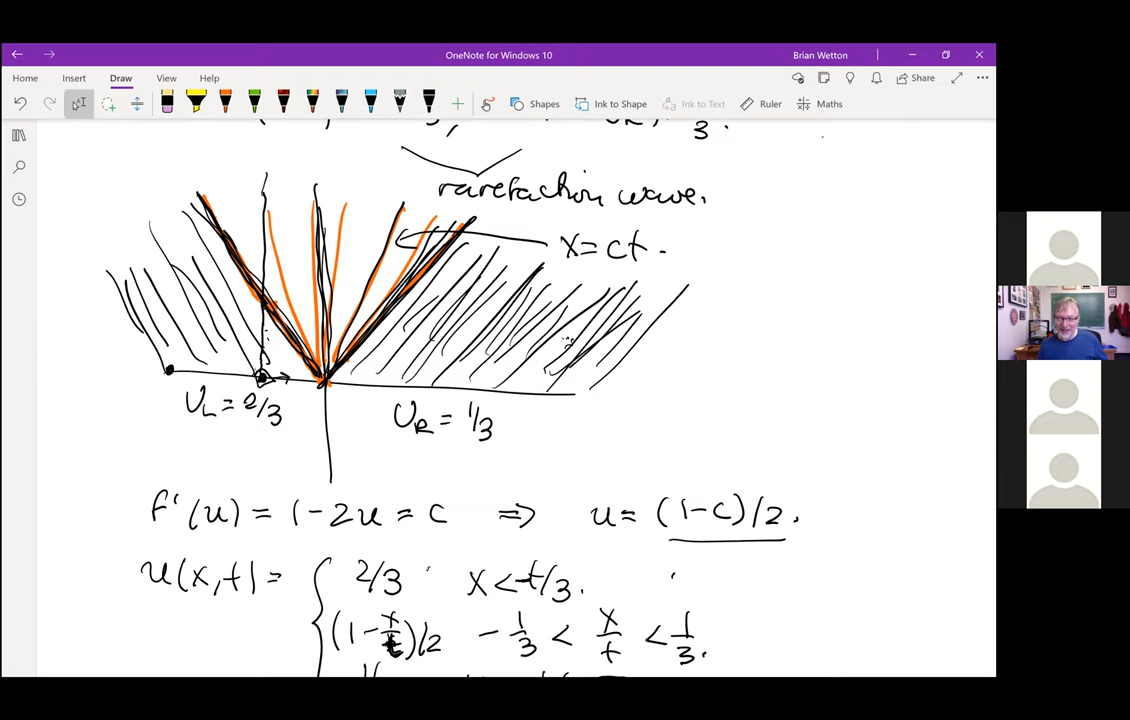 OneNote for Windows 10
Brian Wetton
Home Insert Draw View Help
Share
Shapes Ink to Shape Ink to Text Ruler Maths
3.
rarefaction wave.
x = ct.
U_L = 2/3
U_R = 1/3
f'(u) = 1-2u = c ⇒ u = (1-c)/2.
u(x,t) = { 2/3 x < -t/3.
(1-x/t)/2 -1/3 < x/t < 1/3.